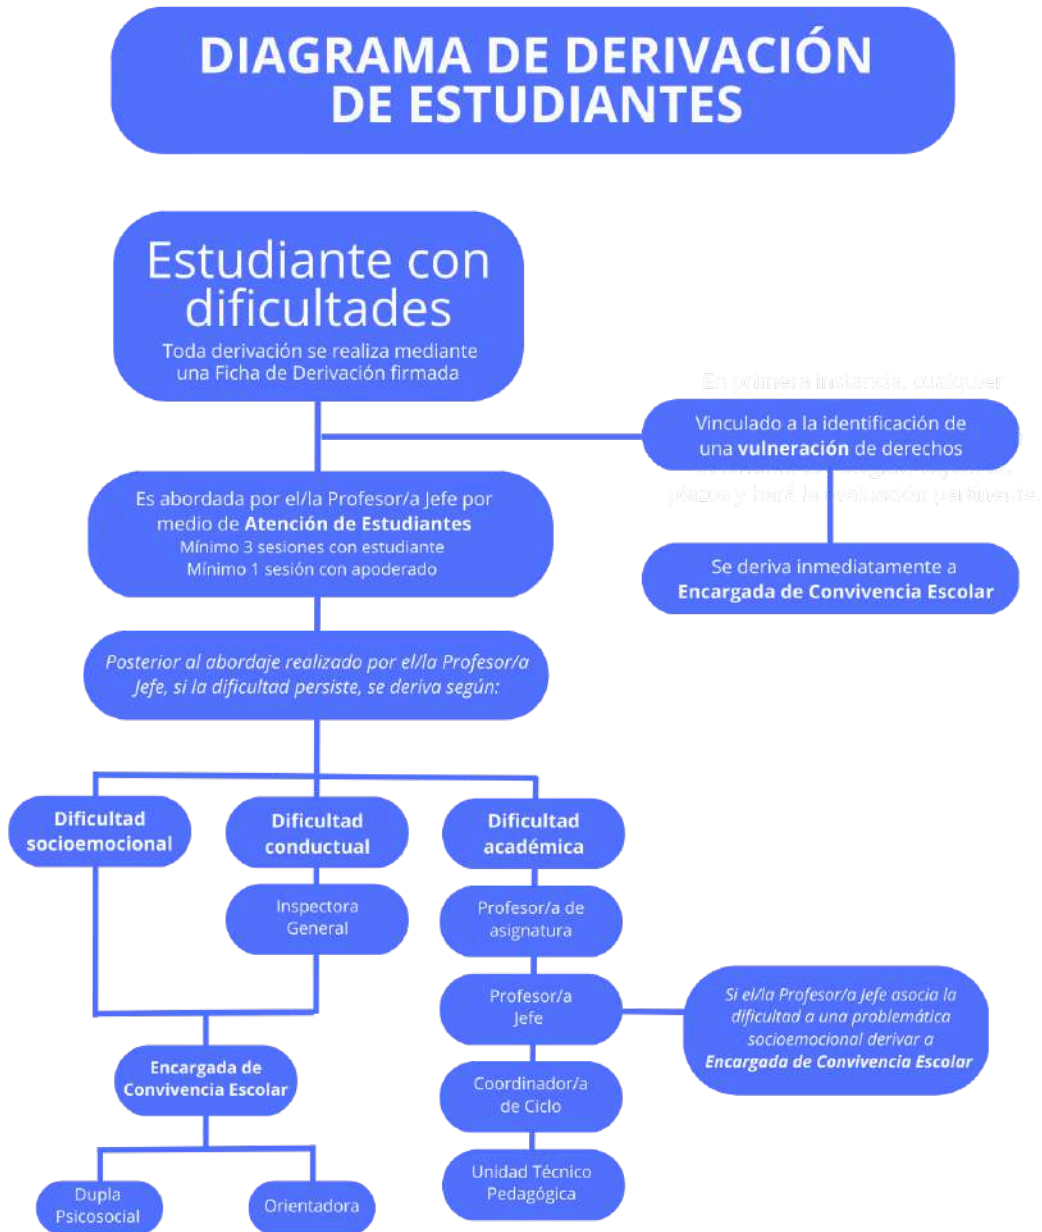 DIAGRAMA DE DERIVACIÓN
DE ESTUDIANTES
Estudiante con
dificultades
Toda derivación se realiza mediante
una Ficha de Derivación firmada
En primera instancia, cualquier
Vinculado a la identificación de
una vulneración de derechos
plazos y hará la evaluación pertinente.
Se deriva inmediatamente a
Encargada de Convivencia Escolar
Es abordada por el/la Profesor/a Jefe por
medio de Atención de Estudiantes
Mínimo 3 sesiones con estudiante
Mínimo 1 sesión con apoderado
Posterior al abordaje realizado por el/la Profesor/a
Jefe, si la dificultad persiste, se deriva según:
Dificultad
socioemocional
Dificultad
conductual
Inspectora
General
Dificultad
académica
Profesor/a de
asignatura
Profesor/a
Jefe
Si el/la Profesor/a Jefe asocia la
dificultad a una problemática
socioemocional derivar a
Encargada de Convivencia Escolar
Coordinador/a
de Ciclo
Unidad Técnico
Pedagógica
Encargada de
Convivencia Escolar
Dupla
Psicosocial
Orientadora